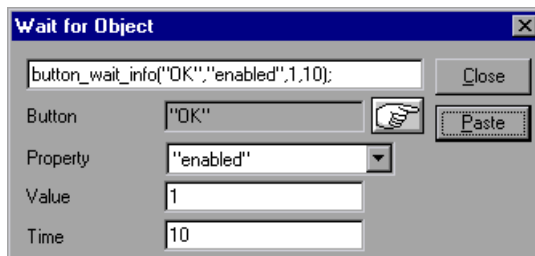 Wait for Object
button_wait_info("OK","enabled",1,10);
Close
Button "OK"
Paste
Property "enabled"
Value 1
Time 10